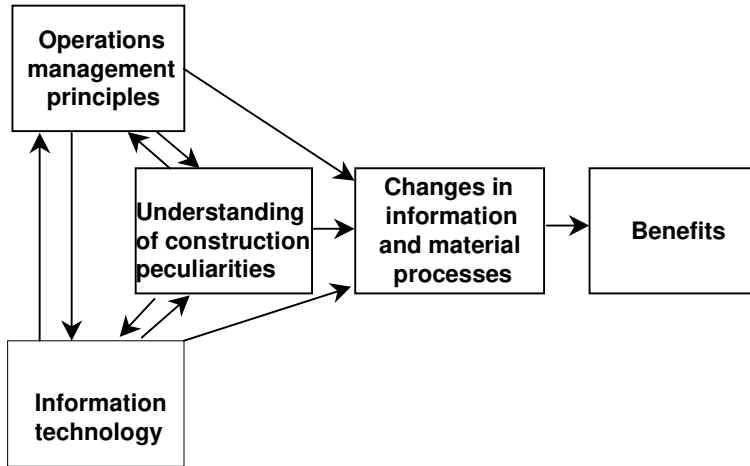 Operations
management
principles
Understanding
of construction
peculiarities
Changes in
information
and material
processes
Benefits
Information
technology